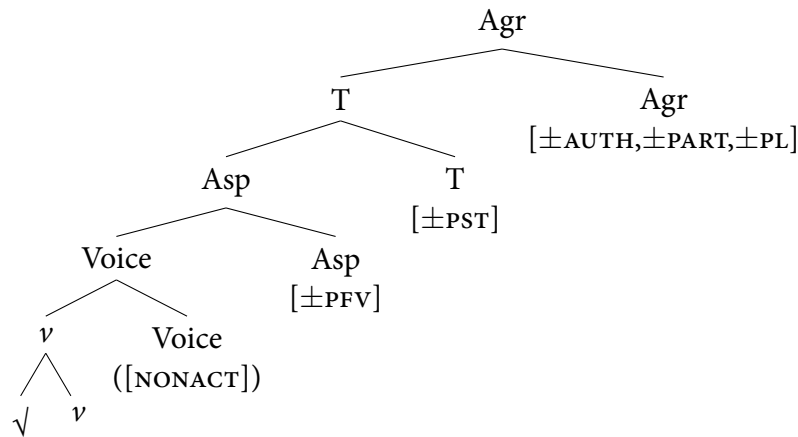 Agr
T Agr
[±AUTH,±PART,±PL]
Asp T
[±PST]
Voice Asp
[±PFV]
v Voice
([NONACT])
√ v